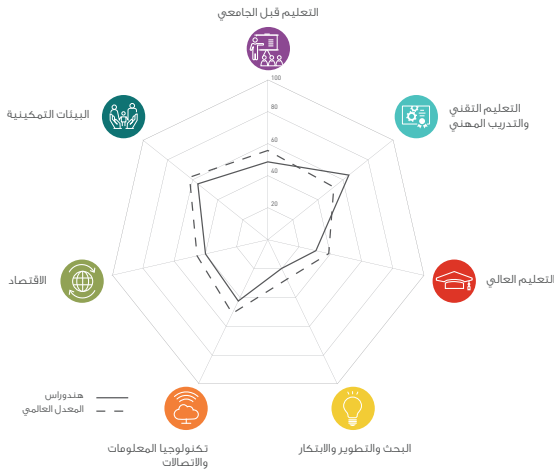 التعليم قبل الجامعي
التعليم التقني
والتدريب المهني
البيئات التمكينية
100
80
60
40
20
التعليم العالي
الاقتصاد
هندوراس
المعدل العالمي
البحث والتطوير والابتكار
تكنولوجيا المعلومات
والاتصالات